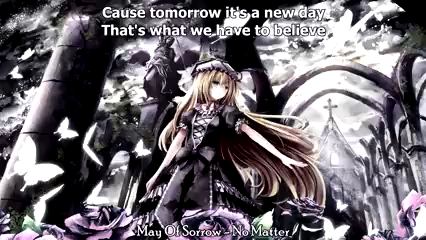 Cause tomorrow it's a new day
That's what we have to believe
May Of Sorrow - No Matter